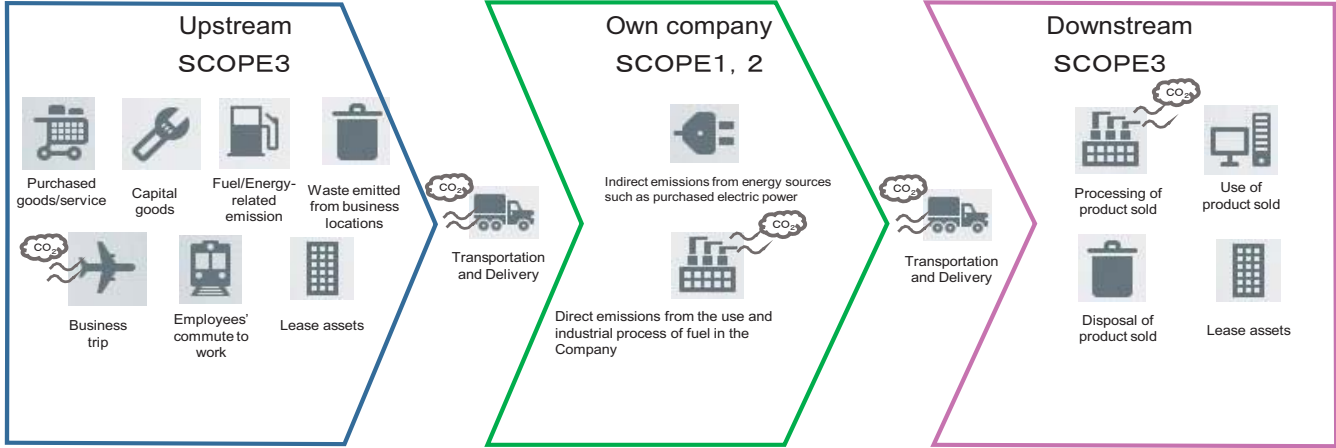 Upstream
SCOPE3
Purchased
goods/service
Capital
goods
Fuel/Energy-
related
emission
Waste emitted
from business
locations
CO₂
Business
trip
Employees'
commute to
work
Lease assets
CO₂
Transportation
and Delivery
Own company
SCOPE1, 2
Indirect emissions from energy sources
such as purchased electric power
CO₂
Direct emissions from the use and
industrial process of fuel in the
Company
CO₂
Transportation
and Delivery
Downstream
SCOPE3
CO₂
Processing of
product sold
Use of
product sold
Disposal of
product sold
Lease assets